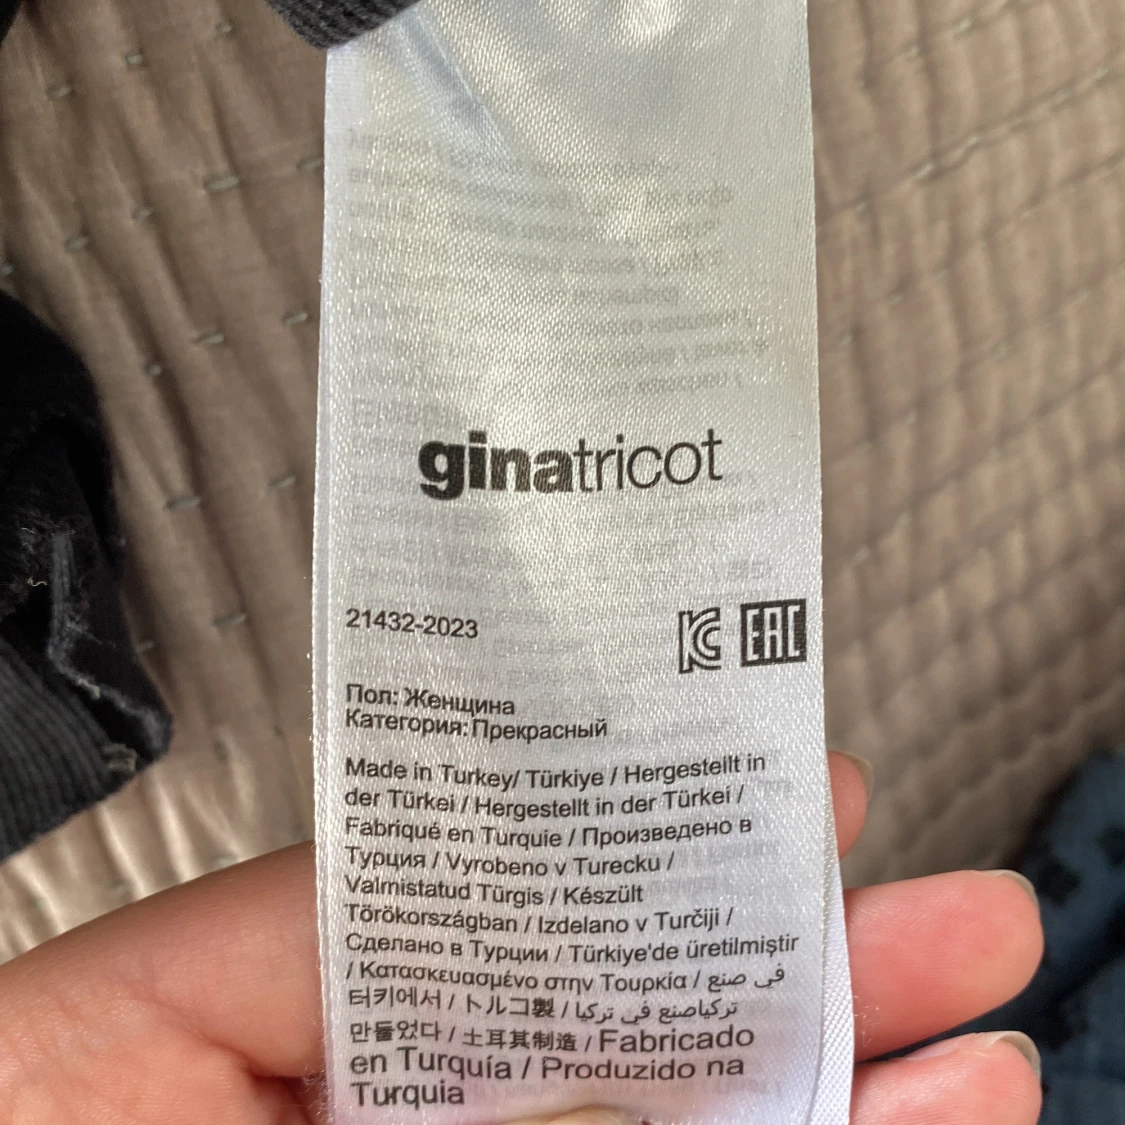 ginatricot
21432-2023
EAC
Пол: Женщина
Категория: Прекрасный
Made in Turkey/ Türkiye / Hergestellt in
der Türkei / Hergestellt in der Türkei /
Fabriqué en Turquie / Произведено в
Турция / Vyrobeno v Turecku /
Valmistatud Türgis / Készült
Törökországban / Izdelano v Turčiji /
Сделано в Турции / Türkiye'de üretilmiştir
/ Κατασκευασμένο στην Τουρκία / في صنع
터키에서 / トルコ製 / تركياصنع في تركيا
만들었다 / 土耳其制造 / Fabricado
en Turquía / Produzido na
Turquia